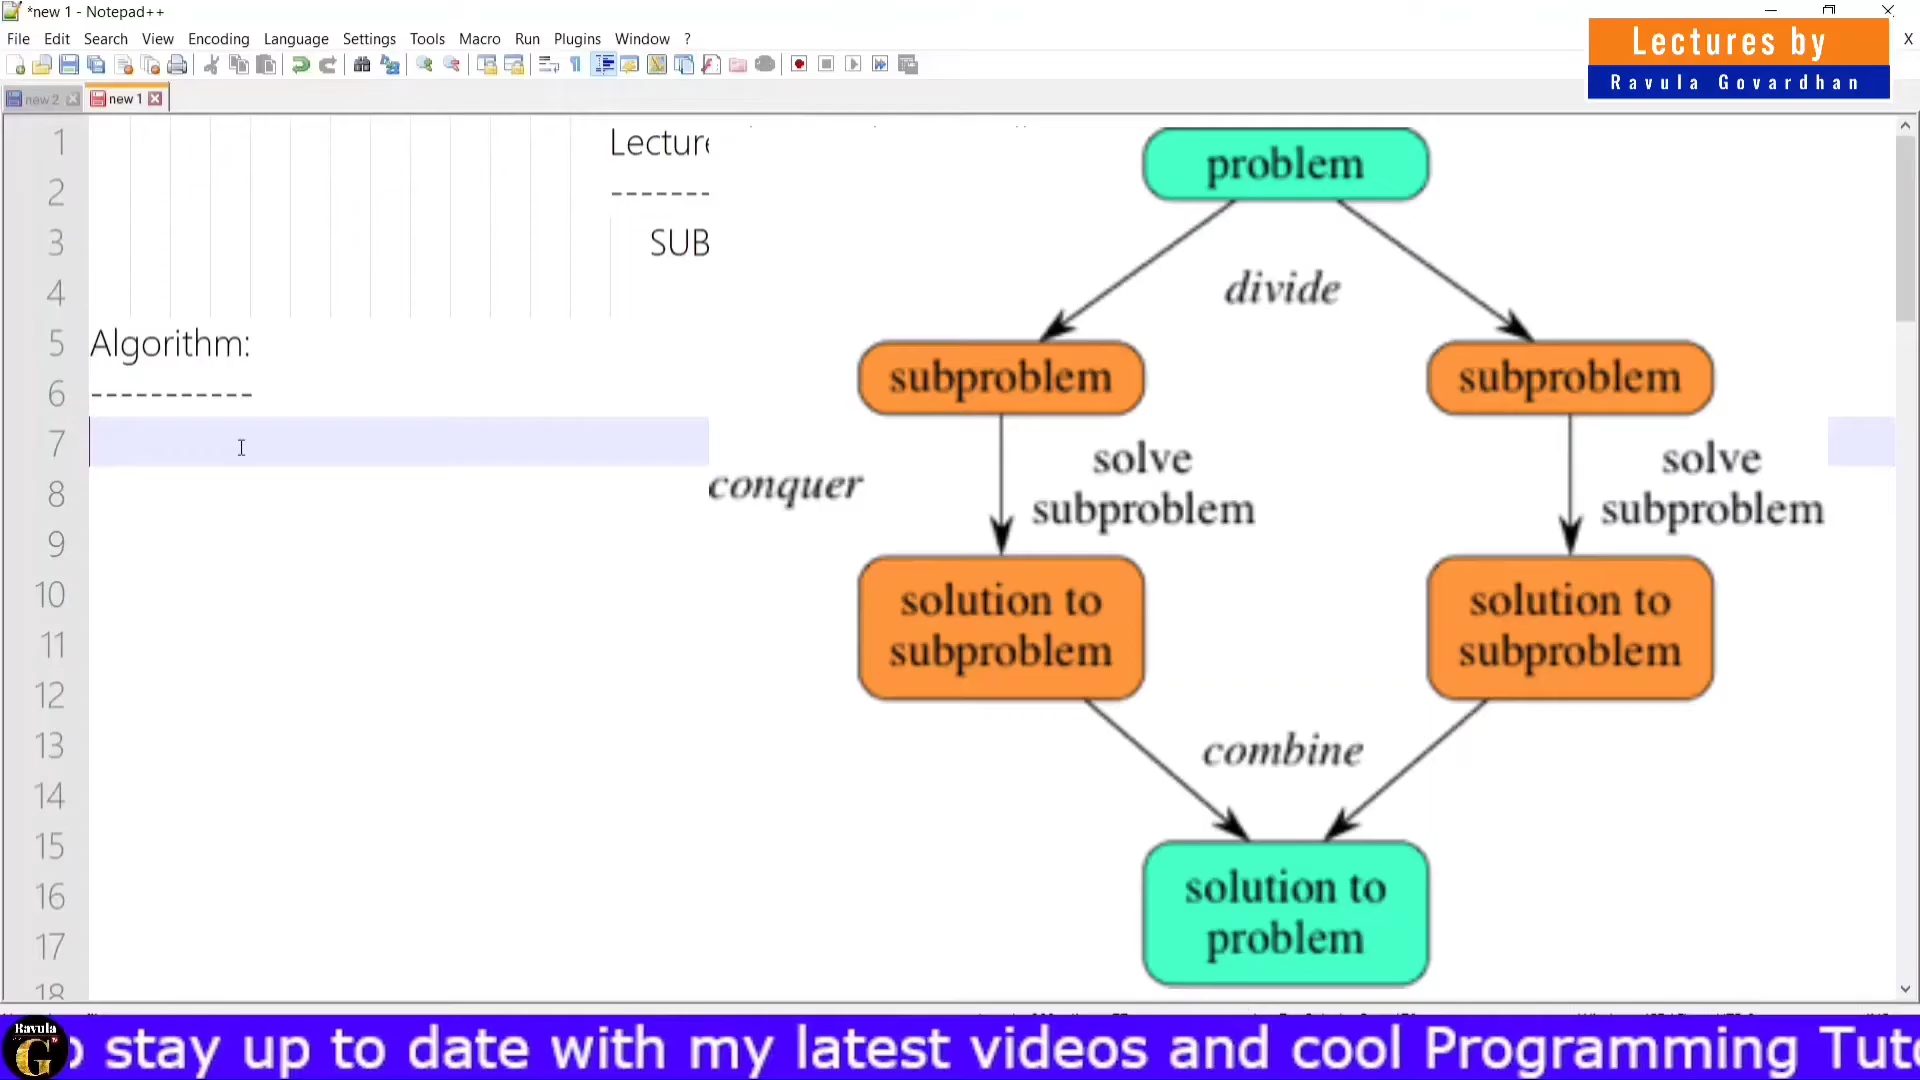 *new 1 - Notepad++
File Edit Search View Encoding Language Settings Tools Macro Run Plugins Window ? X
Lectures by
Ravula Govardhan
new 2 new 1
1 Lecture
2 --------
3 SUB
4
5 Algorithm:
6 -----------
7
8
9
10
11
12
13
14
15
16
17
18
problem
divide
subproblem subproblem
conquer
solve
subproblem
solve
subproblem
solution to
subproblem
solution to
subproblem
combine
solution to
problem
Ravula
G
stay up to date with my latest videos and cool Programming